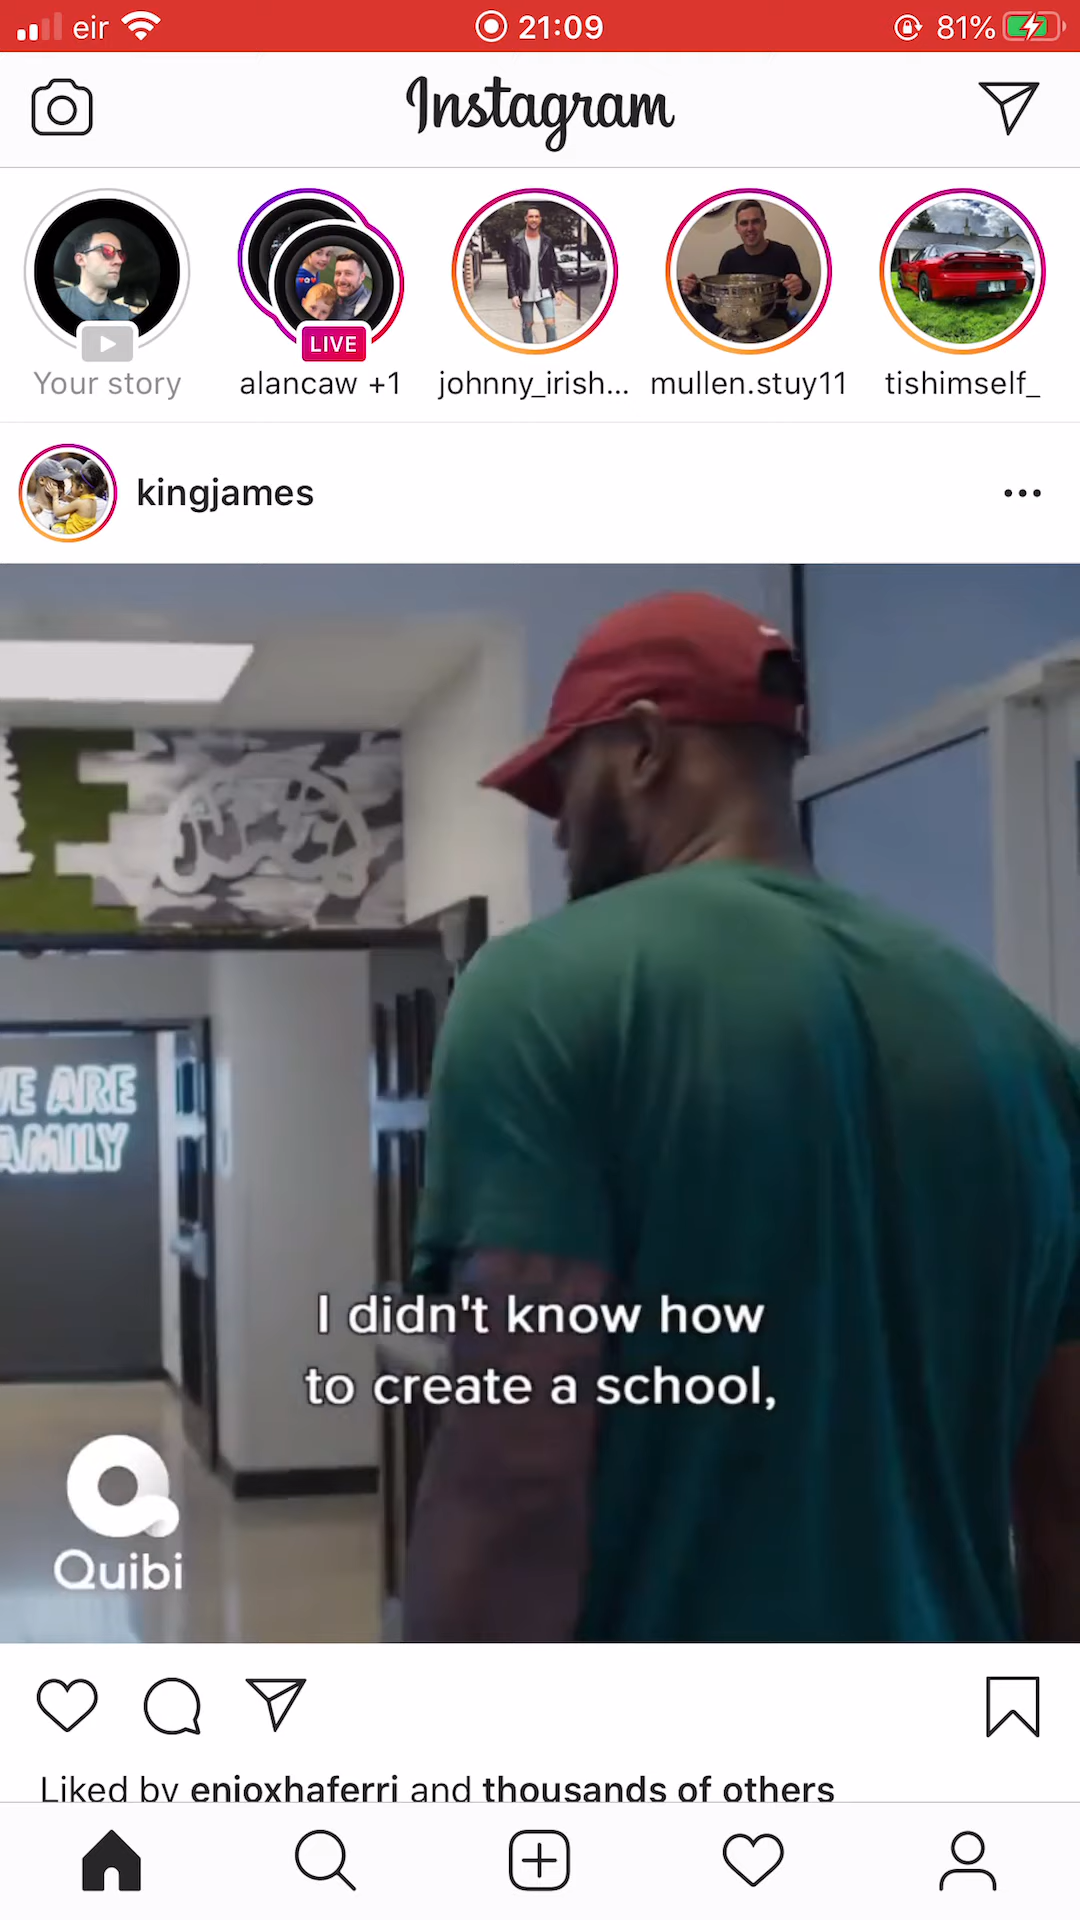 eir 21:09 81%
Instagram
LIVE
Your story alancaw +1 johnny_irish... mullen.stuy11 tishimself_
kingjames
E ARE
AMILY
I didn't know how
to create a school,
Quibi
Liked by enioxhaferri and thousands of others